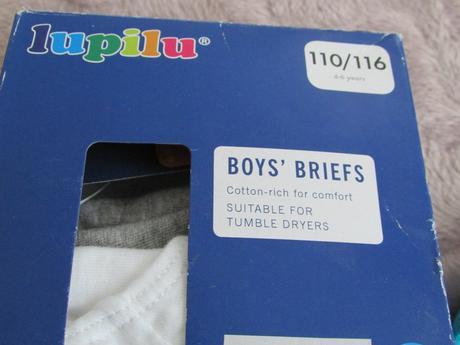 lupilu®
110/116
4-6 years
BOYS' BRIEFS
Cotton-rich for comfort
SUITABLE FOR
TUMBLE DRYERS